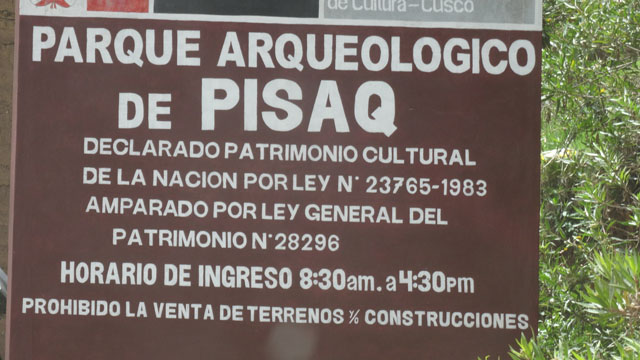 de Cultura-Cusco
PARQUE ARQUEOLOGICO
DE PISAQ
DECLARADO PATRIMONIO CULTURAL
DE LA NACION POR LEY N° 23765-1983
AMPARADO POR LEY GENERAL DEL
PATRIMONIO N° 28296
HORARIO DE INGRESO 8:30am. a 4:30pm
PROHIBIDO LA VENTA DE TERRENOS Y/O CONSTRUCCIONES